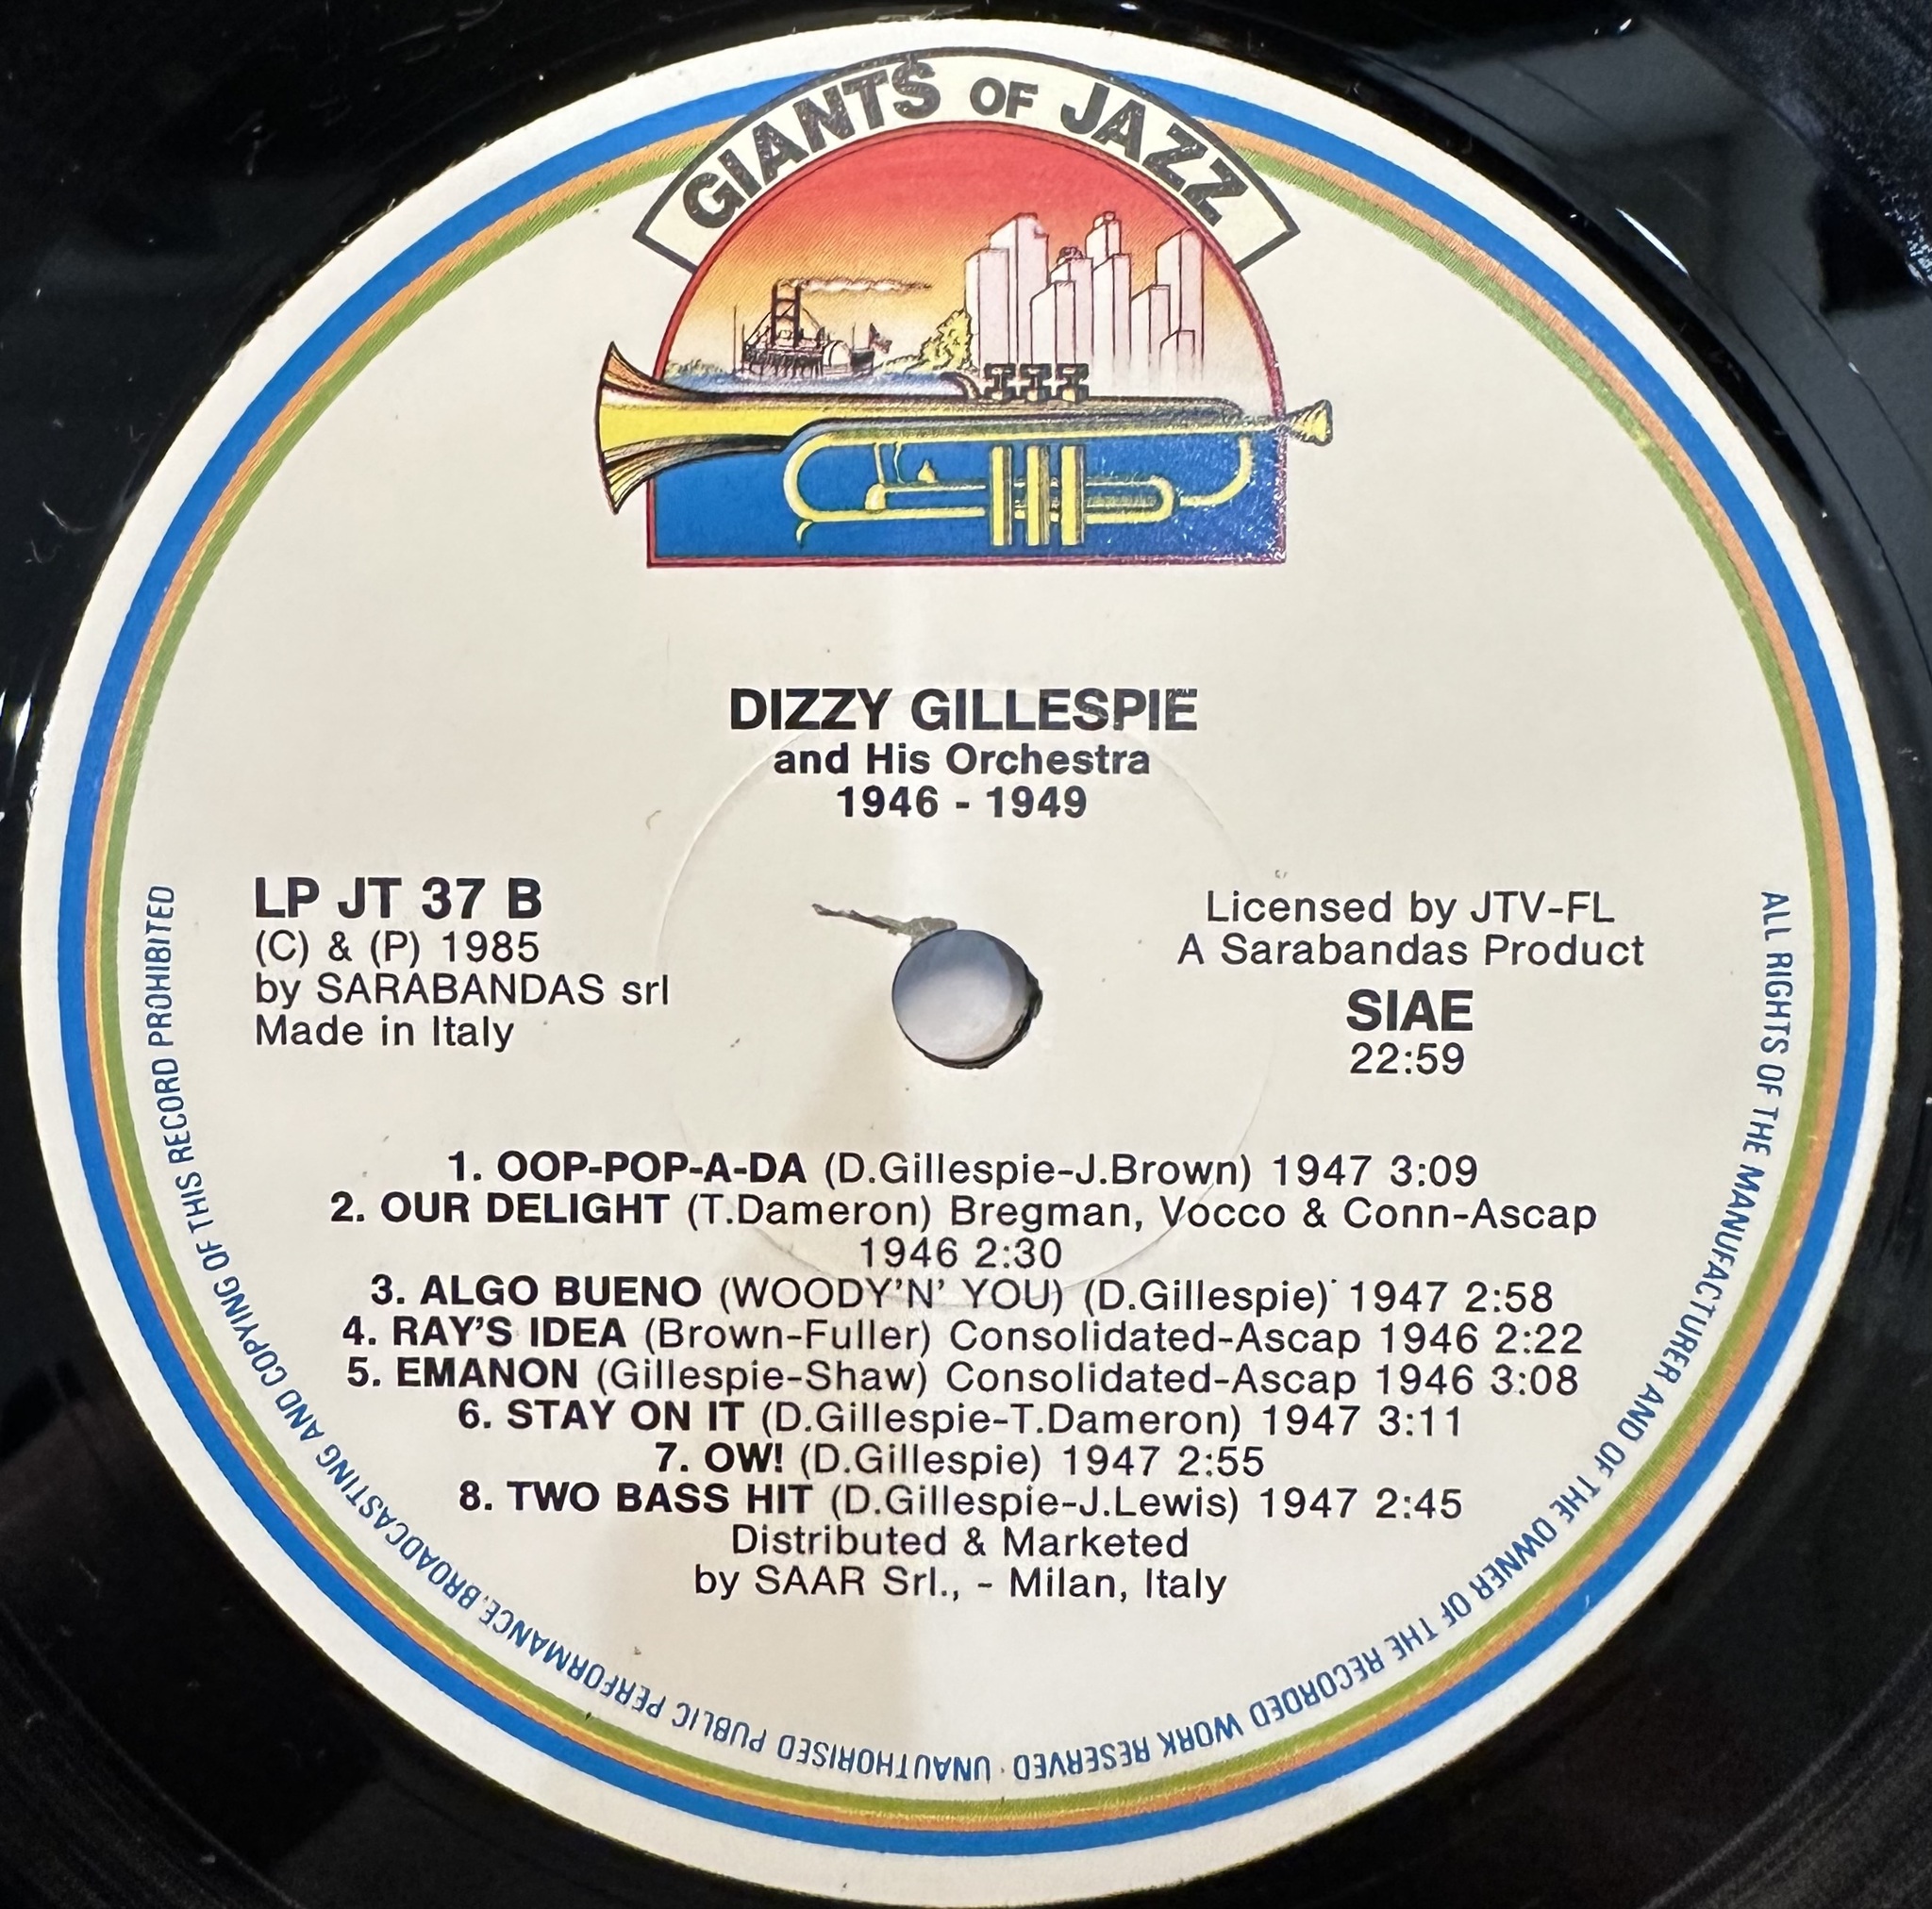 GIANTS OF JAZZ
DIZZY GILLESPIE
and His Orchestra
1946 - 1949
LP JT 37 B
(C) & (P) 1985
by SARABANDAS srl
Made in Italy
Licensed by JTV-FL
A Sarabandas Product
SIAE
22:59
1. OOP-POP-A-DA (D.Gillespie-J.Brown) 1947 3:09
2. OUR DELIGHT (T.Dameron) Bregman, Vocco & Conn-Ascap
1946 2:30
3. ALGO BUENO (WOODY'N' YOU) (D.Gillespie) 1947 2:58
4. RAY'S IDEA (Brown-Fuller) Consolidated-Ascap 1946 2:22
5. EMANON (Gillespie-Shaw) Consolidated-Ascap 1946 3:08
6. STAY ON IT (D.Gillespie-T.Dameron) 1947 3:11
7. OW! (D.Gillespie) 1947 2:55
8. TWO BASS HIT (D.Gillespie-J.Lewis) 1947 2:45
Distributed & Marketed
by SAAR Srl., - Milan, Italy
ALL RIGHTS OF THE MANUFACTURER AND OF THE OWNER OF THE RECORDED WORK RESERVED · UNAUTHORISED PUBLIC PERFORMANCE, BROADCASTING AND COPYING OF THIS RECORD PROHIBITED